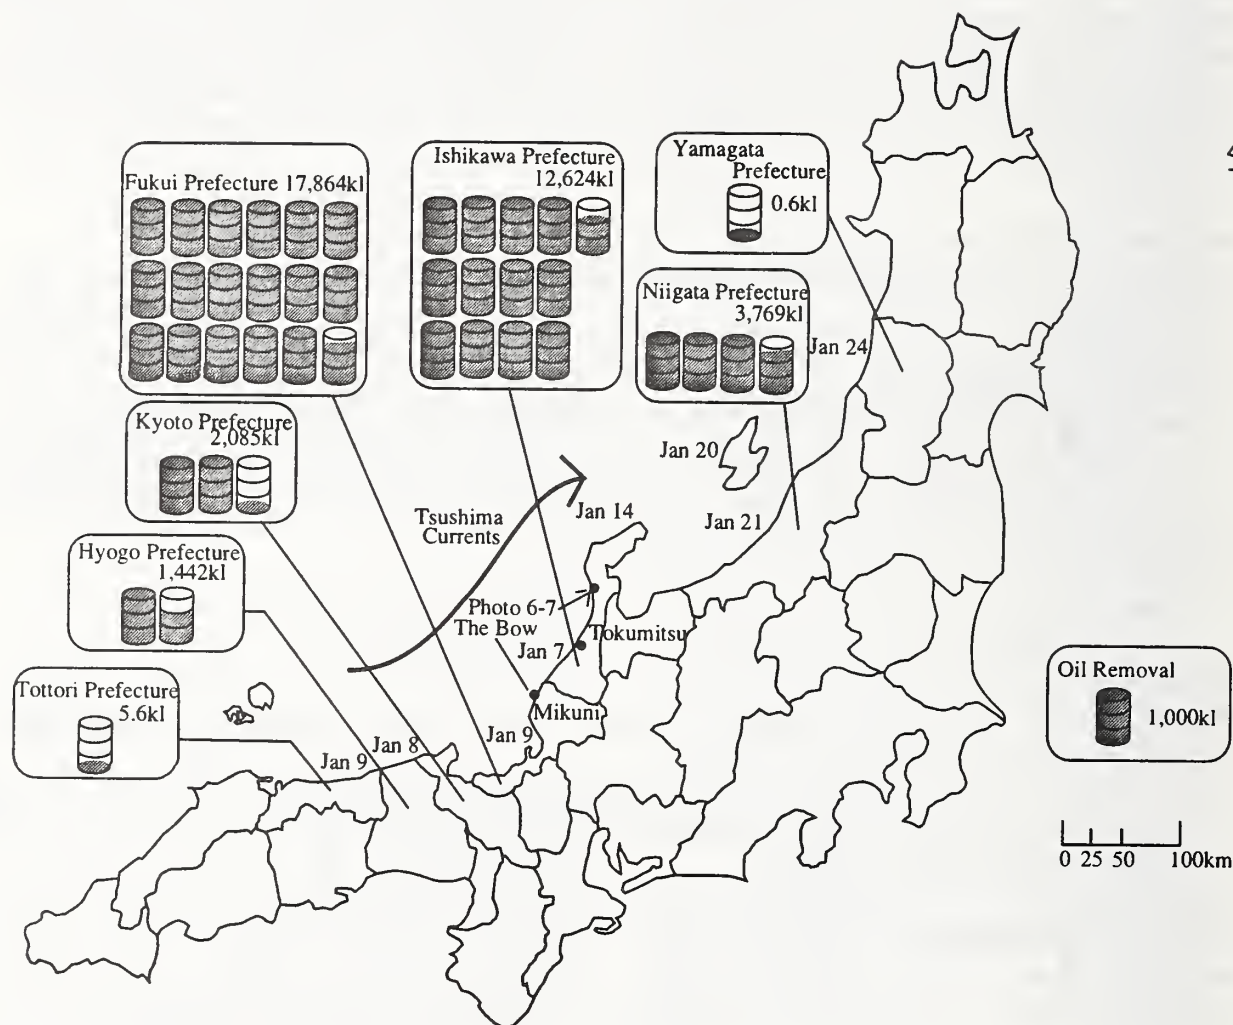 Fukui Prefecture 17,864kl
Ishikawa Prefecture
12,624kl
Yamagata
Prefecture
0.6kl
Niigata Prefecture
3,769kl
Kyoto Prefecture
2,085kl
Hyogo Prefecture
1,442kl
Tottori Prefecture
5.6kl
Tsushima
Currents
Jan 24
Jan 20
Jan 21
Jan 14
Photo 6-7
The Bow
Tokumitsu
Jan 7
Mikuni
Jan 9
Jan 8
Jan 9
Oil Removal
1,000kl
0 25 50 100km